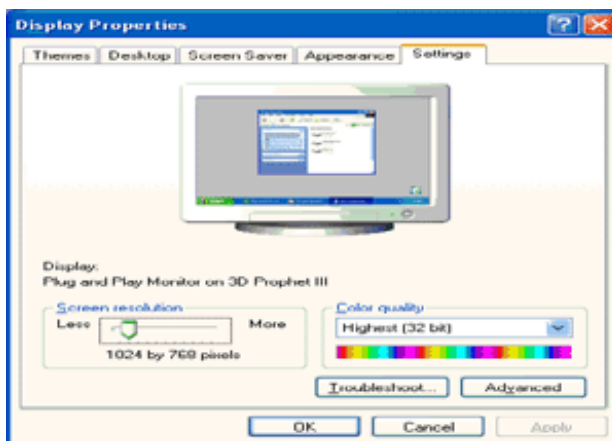 Display Properties
Themes Desktop Screen Saver Appearance Settings
Display:
Plug and Play Monitor on 3D Prophet III
Screen resolution
Less More
1024 by 768 pixels
Color quality
Highest (32 bit)
Troubleshoot... Advanced
OK Cancel Apply